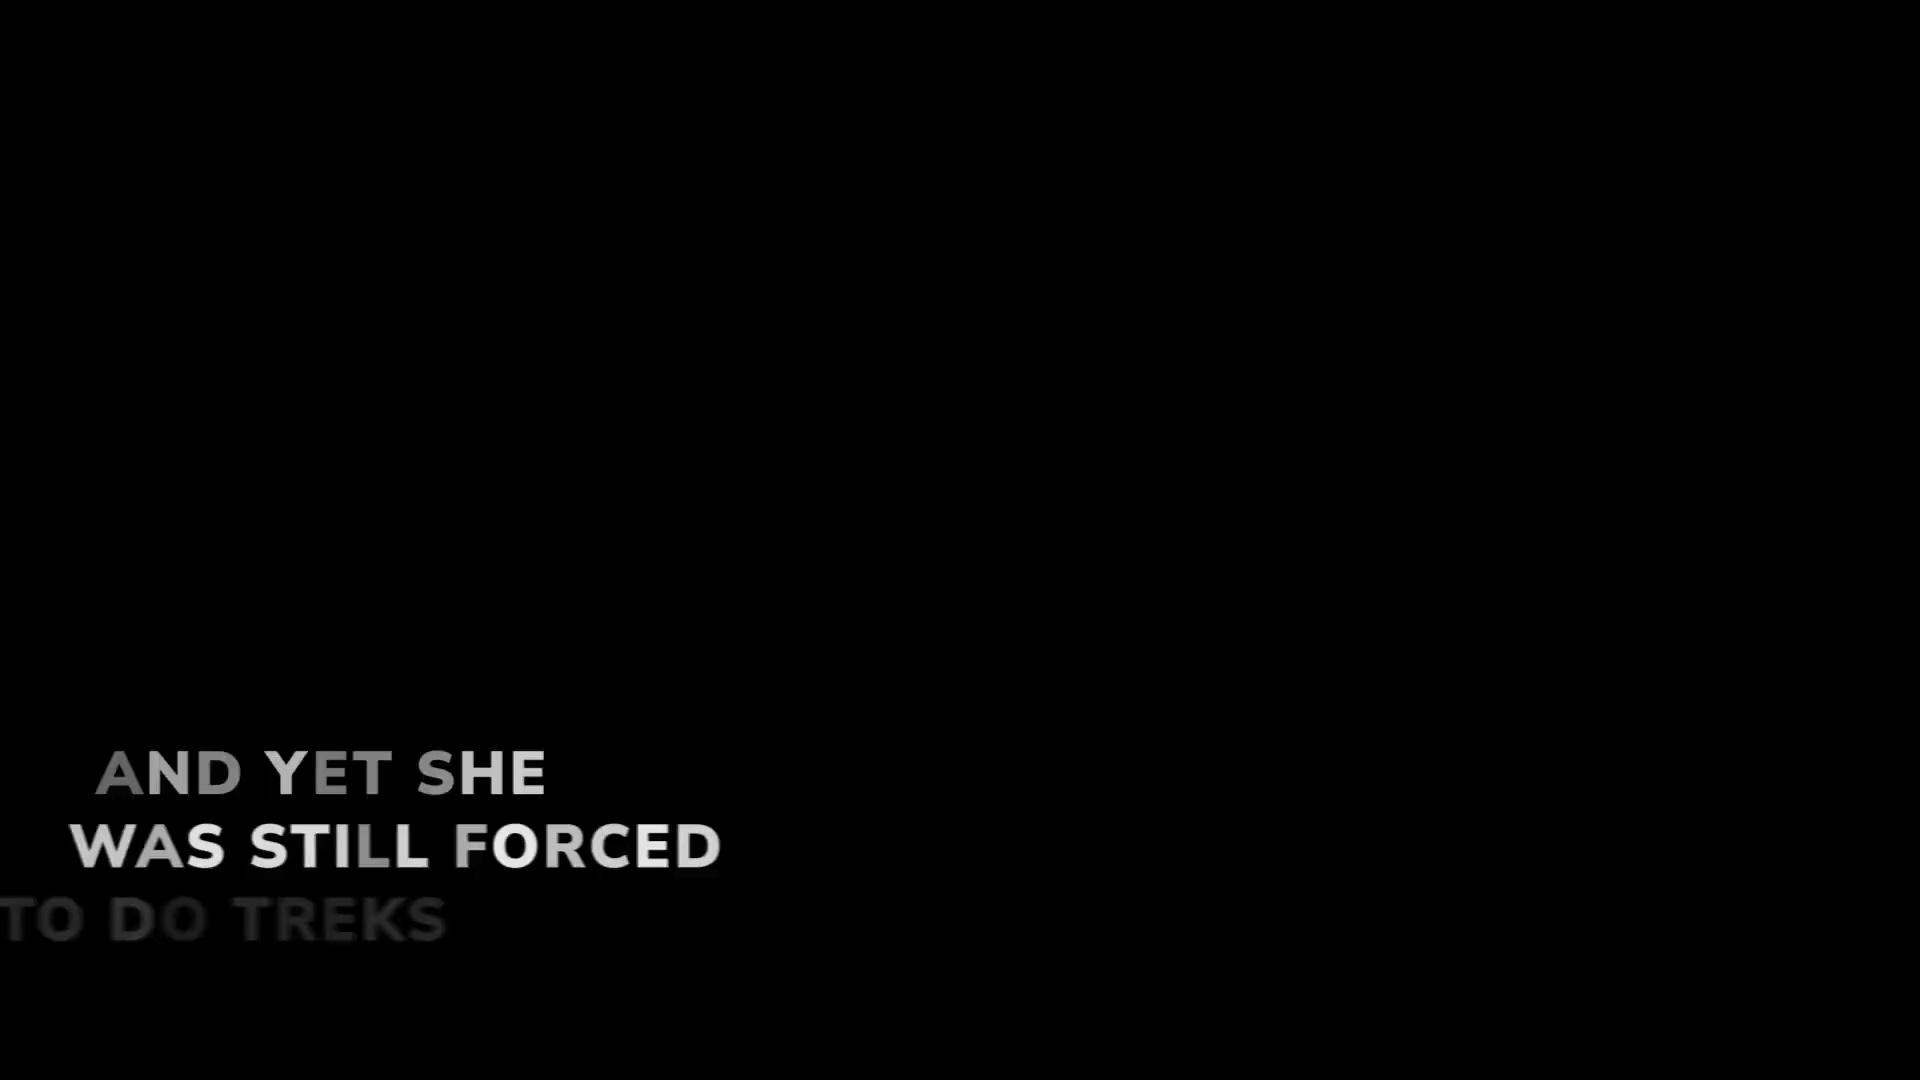 AND YET SHE
WAS STILL FORCED
TO DO TREKS